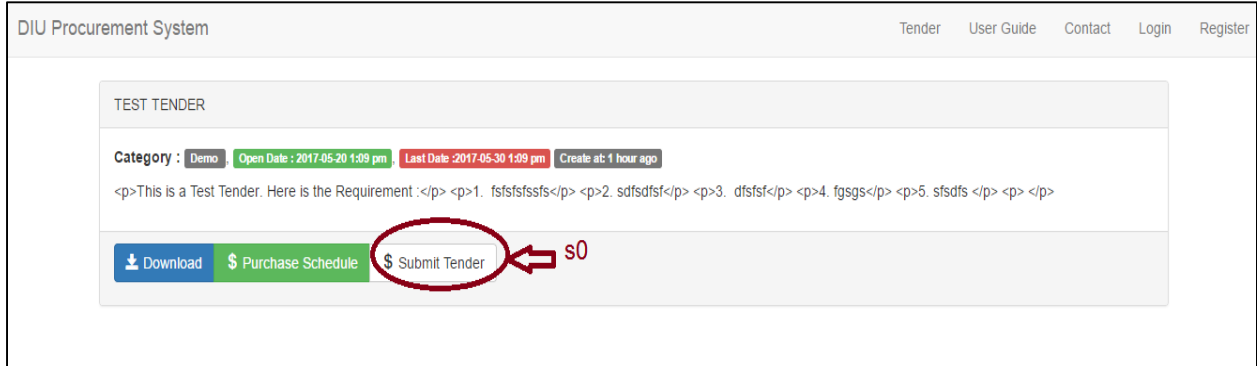 DIU Procurement System Tender User Guide Contact Login Register
TEST TENDER
Category : Demo , Open Date : 2017-05-20 1:09 pm , Last Date :2017-05-30 1:09 pm Create at: 1 hour ago
<p>This is a Test Tender. Here is the Requirement :</p> <p>1. fsfsfsfssfs</p> <p>2. sdfsdfsf</p> <p>3. dfsfsf</p> <p>4. fgsgs</p> <p>5. sfsdfs </p> <p> </p>
Download $ Purchase Schedule $ Submit Tender s0